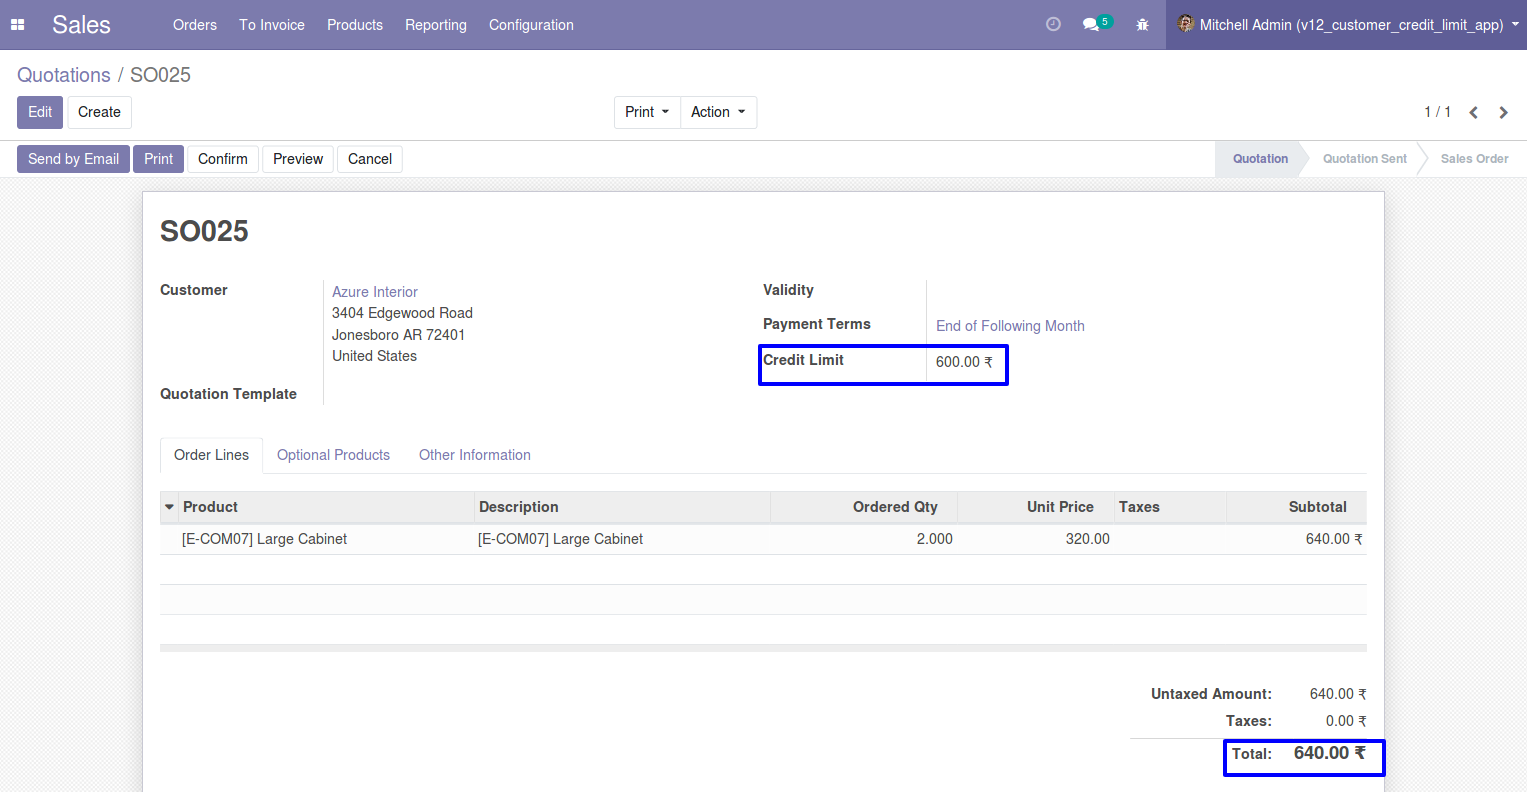 Sales Orders To Invoice Products Reporting Configuration 5 Mitchell Admin (v12_customer_credit_limit_app)
Quotations / SO025
Edit Create Print Action 1 / 1
Send by Email Print Confirm Preview Cancel Quotation Quotation Sent Sales Order
SO025
Customer Azure Interior
3404 Edgewood Road
Jonesboro AR 72401
United States
Quotation Template
Validity
Payment Terms End of Following Month
Credit Limit 600.00 ₹
Order Lines Optional Products Other Information
Product Description Ordered Qty Unit Price Taxes Subtotal
[E-COM07] Large Cabinet [E-COM07] Large Cabinet 2.000 320.00 640.00 ₹
Untaxed Amount: 640.00 ₹
Taxes: 0.00 ₹
Total: 640.00 ₹